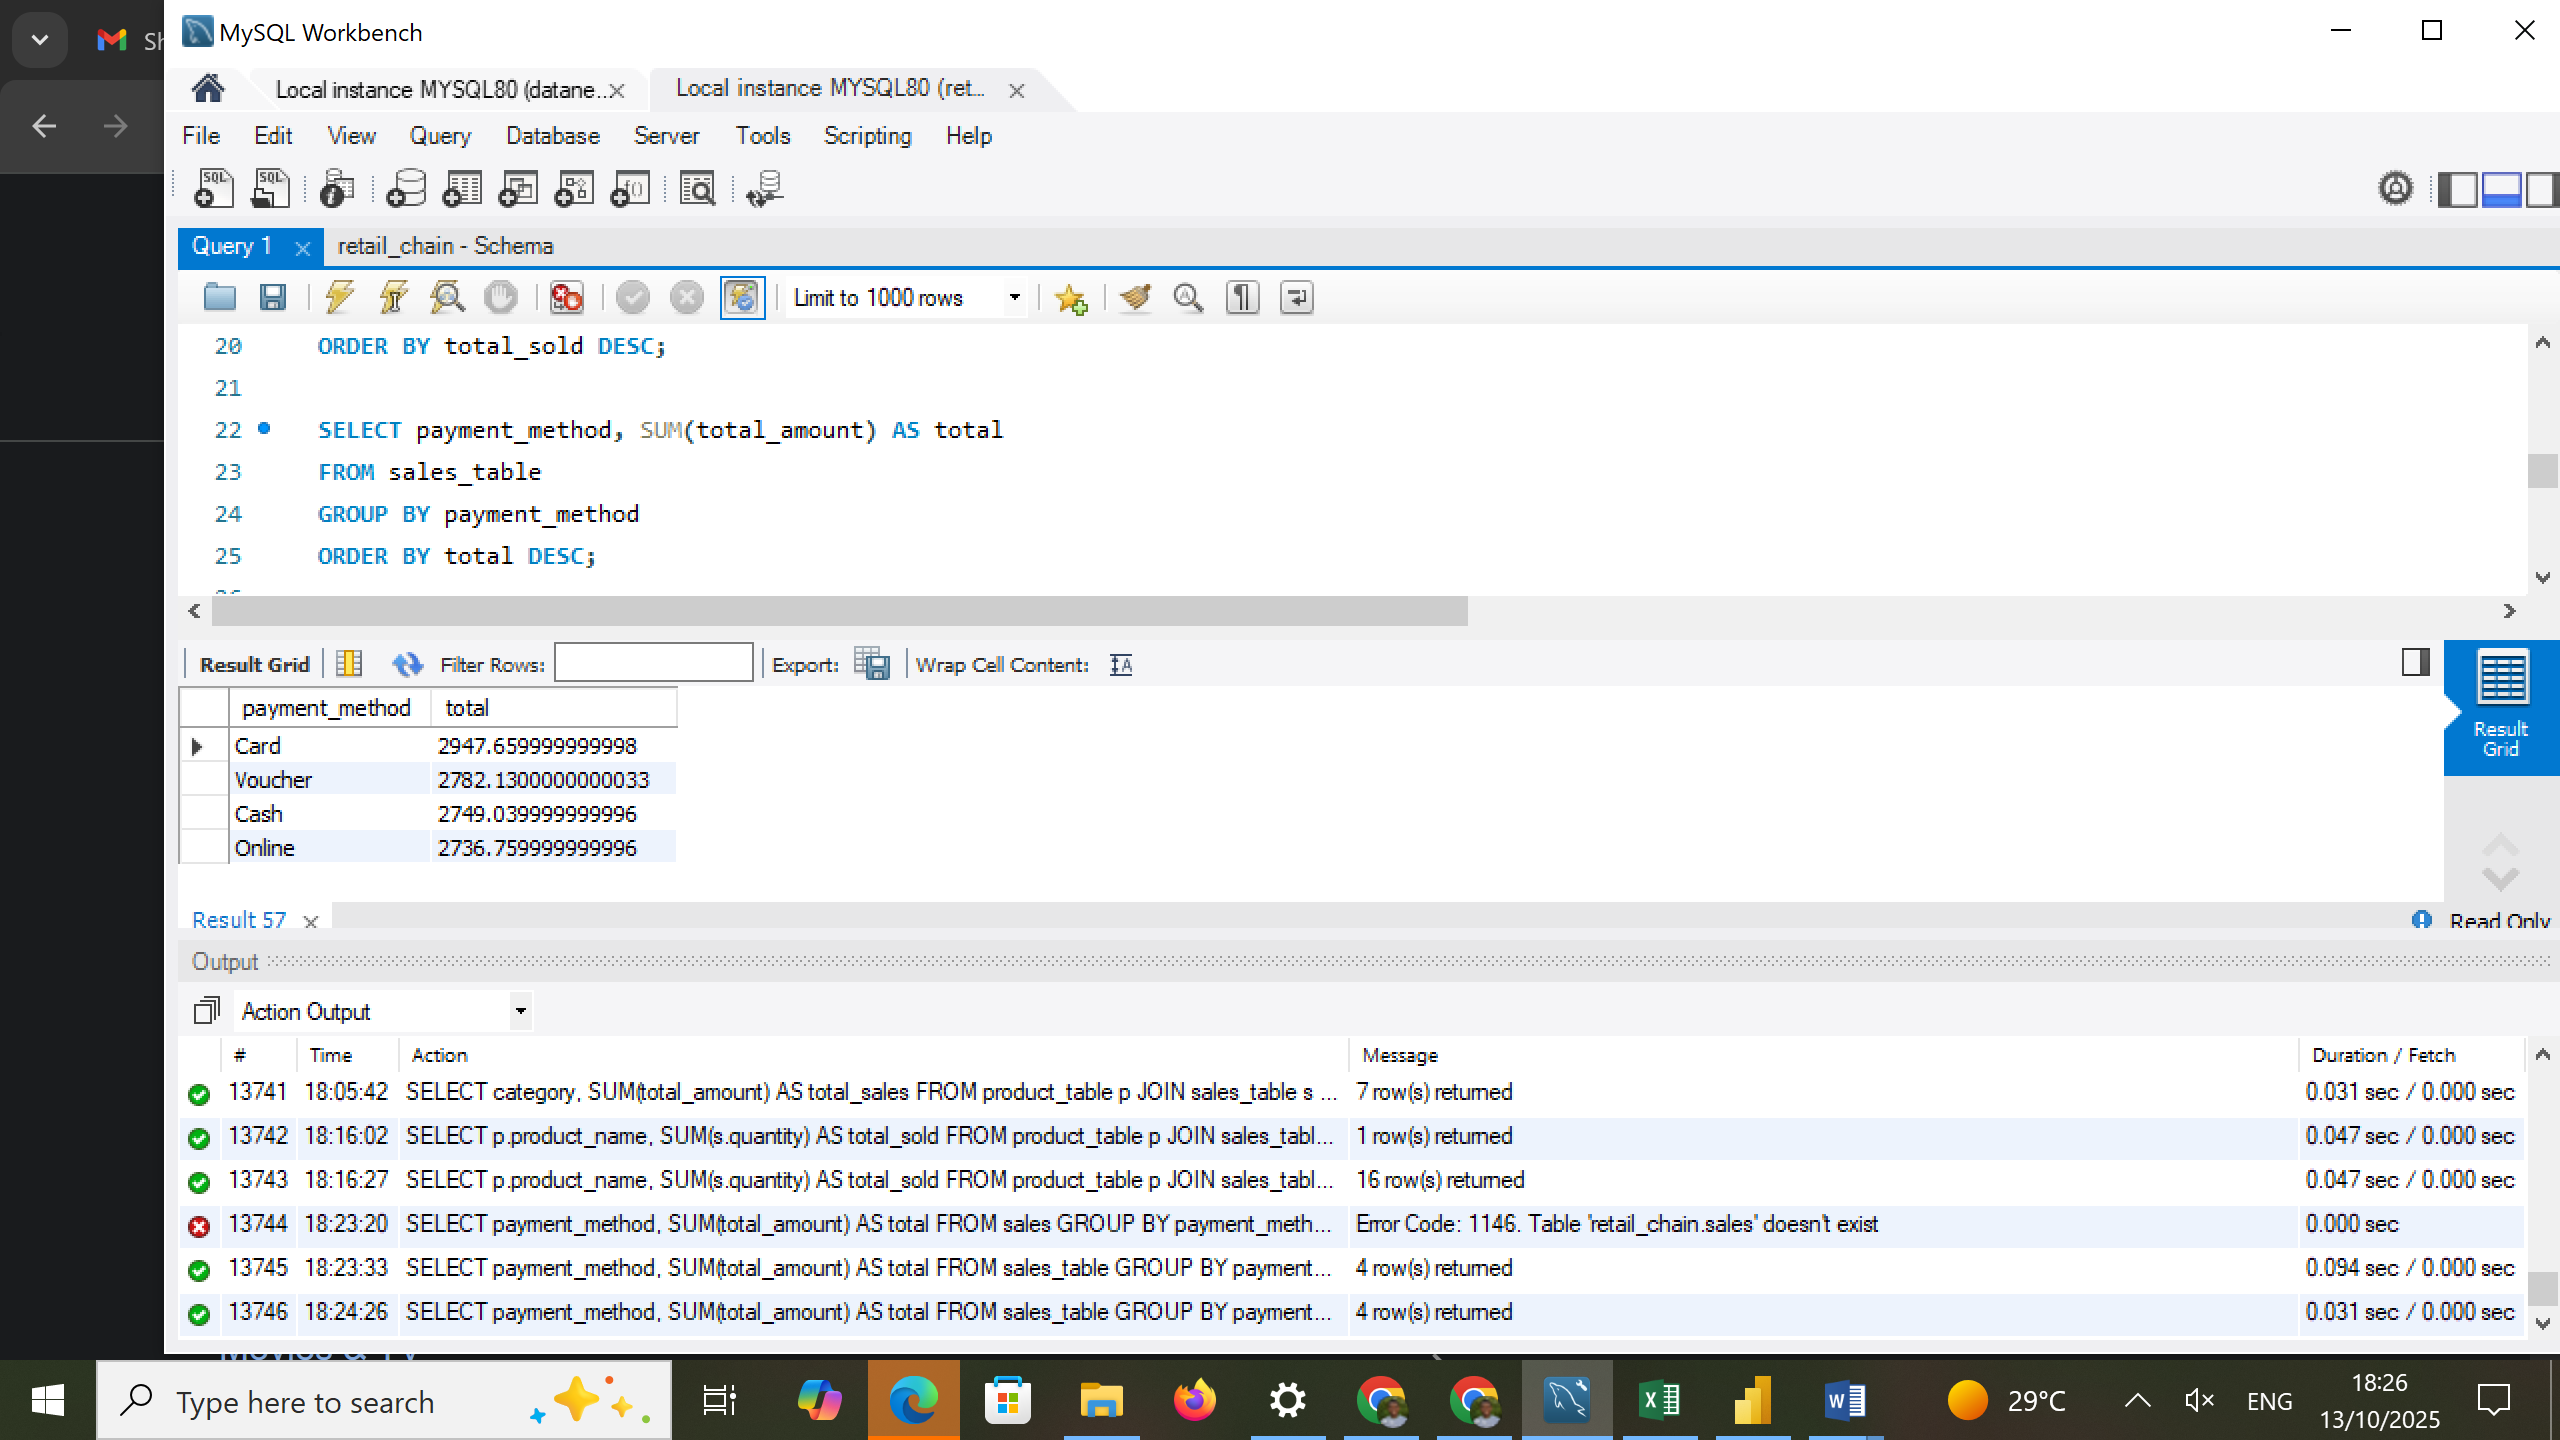 Sh
MySQL Workbench
Local instance MYSQL80 (datane...
Local instance MYSQL80 (ret...
File Edit View Query Database Server Tools Scripting Help
Query 1
retail_chain - Schema
Limit to 1000 rows
20 ORDER BY total_sold DESC;
21
22 SELECT payment_method, SUM(total_amount) AS total
23 FROM sales_table
24 GROUP BY payment_method
25 ORDER BY total DESC;
Result Grid Filter Rows: Export: Wrap Cell Content:
payment_method total
Card 2947.659999999998
Voucher 2782.1300000000033
Cash 2749.039999999996
Online 2736.759999999996
Result Grid
Result 57
Read Only
Output
Action Output
# Time Action Message Duration / Fetch
13741 18:05:42 SELECT category, SUM(total_amount) AS total_sales FROM product_table p JOIN sales_table s ... 7 row(s) returned 0.031 sec / 0.000 sec
13742 18:16:02 SELECT p.product_name, SUM(s.quantity) AS total_sold FROM product_table p JOIN sales_tabl... 1 row(s) returned 0.047 sec / 0.000 sec
13743 18:16:27 SELECT p.product_name, SUM(s.quantity) AS total_sold FROM product_table p JOIN sales_tabl... 16 row(s) returned 0.047 sec / 0.000 sec
13744 18:23:20 SELECT payment_method, SUM(total_amount) AS total FROM sales GROUP BY payment_meth... Error Code: 1146. Table 'retail_chain.sales' doesn't exist 0.000 sec
13745 18:23:33 SELECT payment_method, SUM(total_amount) AS total FROM sales_table GROUP BY payment... 4 row(s) returned 0.094 sec / 0.000 sec
13746 18:24:26 SELECT payment_method, SUM(total_amount) AS total FROM sales_table GROUP BY payment... 4 row(s) returned 0.031 sec / 0.000 sec
Type here to search
29°C
ENG
18:26
13/10/2025